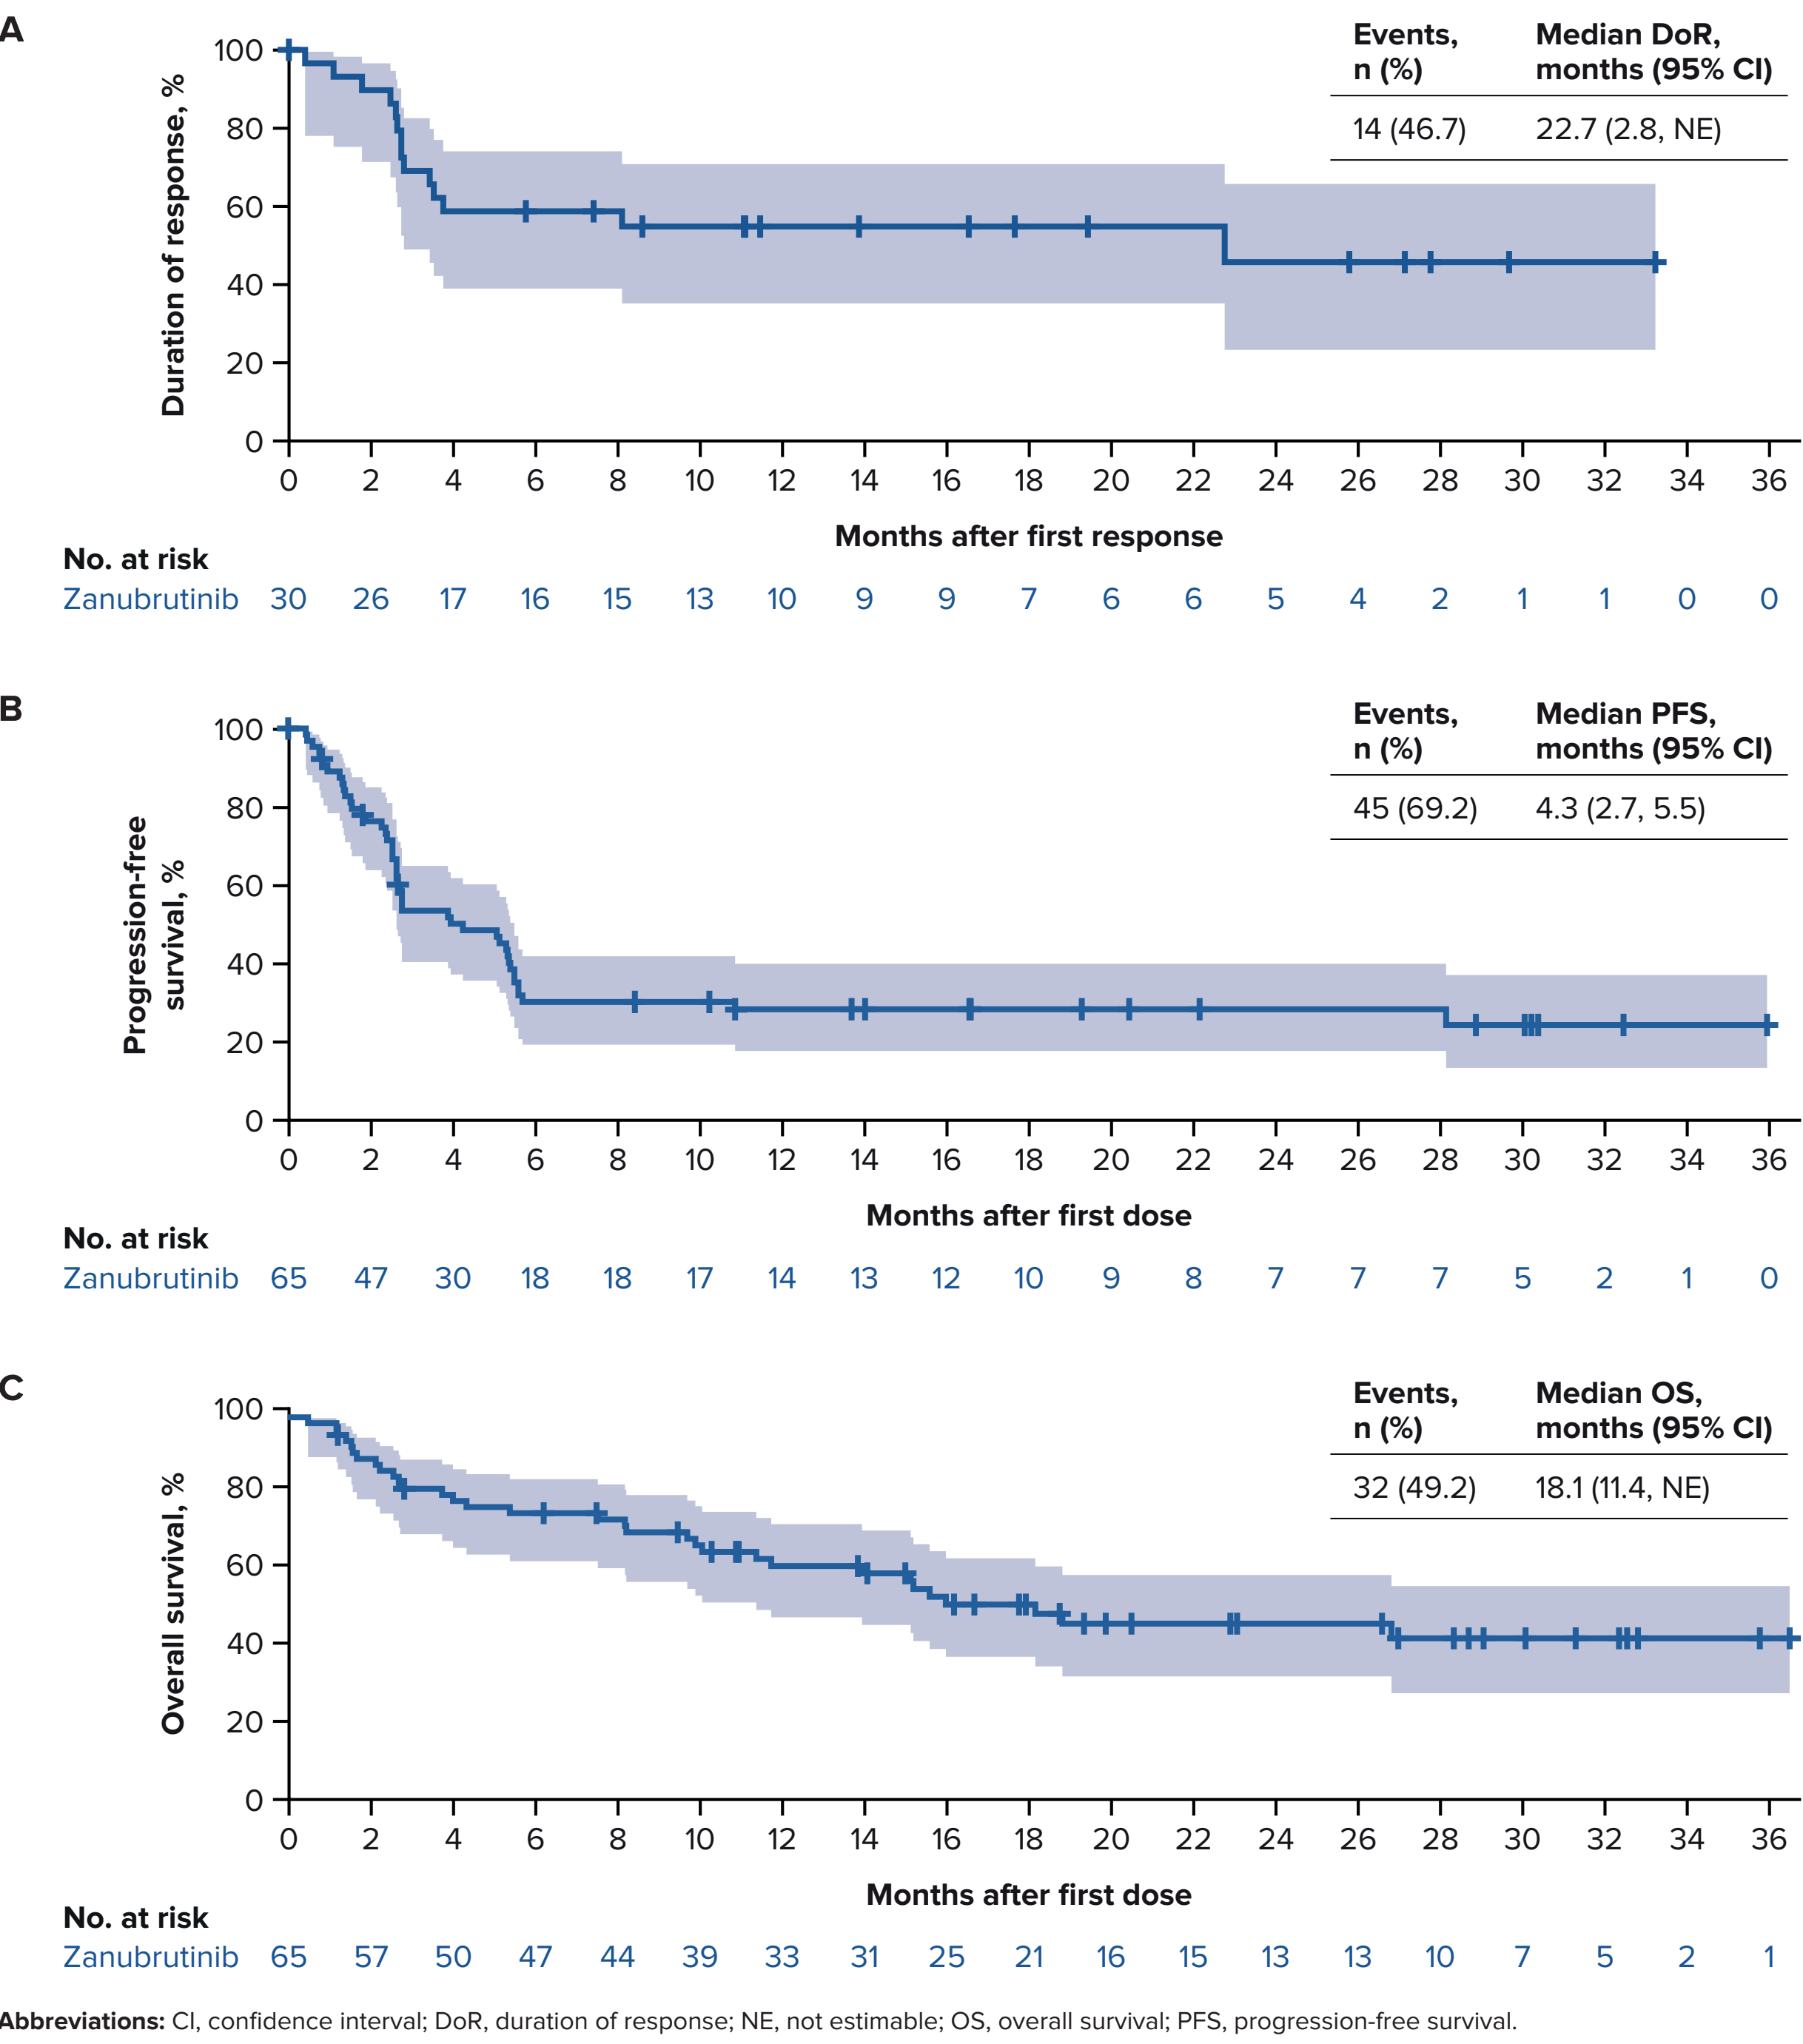 A
Events, Median DoR,
n (%) months (95% CI)
14 (46.7) 22.7 (2.8, NE)
Duration of response, %
100
80
60
40
20
0
0 2 4 6 8 10 12 14 16 18 20 22 24 26 28 30 32 34 36
Months after first response
No. at risk
Zanubrutinib 30 26 17 16 15 13 10 9 9 7 6 6 5 4 2 1 1 0 0
B
Events, Median PFS,
n (%) months (95% CI)
45 (69.2) 4.3 (2.7, 5.5)
Progression-free
survival, %
100
80
60
40
20
0
0 2 4 6 8 10 12 14 16 18 20 22 24 26 28 30 32 34 36
Months after first dose
No. at risk
Zanubrutinib 65 47 30 18 18 17 14 13 12 10 9 8 7 7 7 5 2 1 0
C
Events, Median OS,
n (%) months (95% CI)
32 (49.2) 18.1 (11.4, NE)
Overall survival, %
100
80
60
40
20
0
0 2 4 6 8 10 12 14 16 18 20 22 24 26 28 30 32 34 36
Months after first dose
No. at risk
Zanubrutinib 65 57 50 47 44 39 33 31 25 21 16 15 13 13 10 7 5 2 1
Abbreviations: CI, confidence interval; DoR, duration of response; NE, not estimable; OS, overall survival; PFS, progression-free survival.